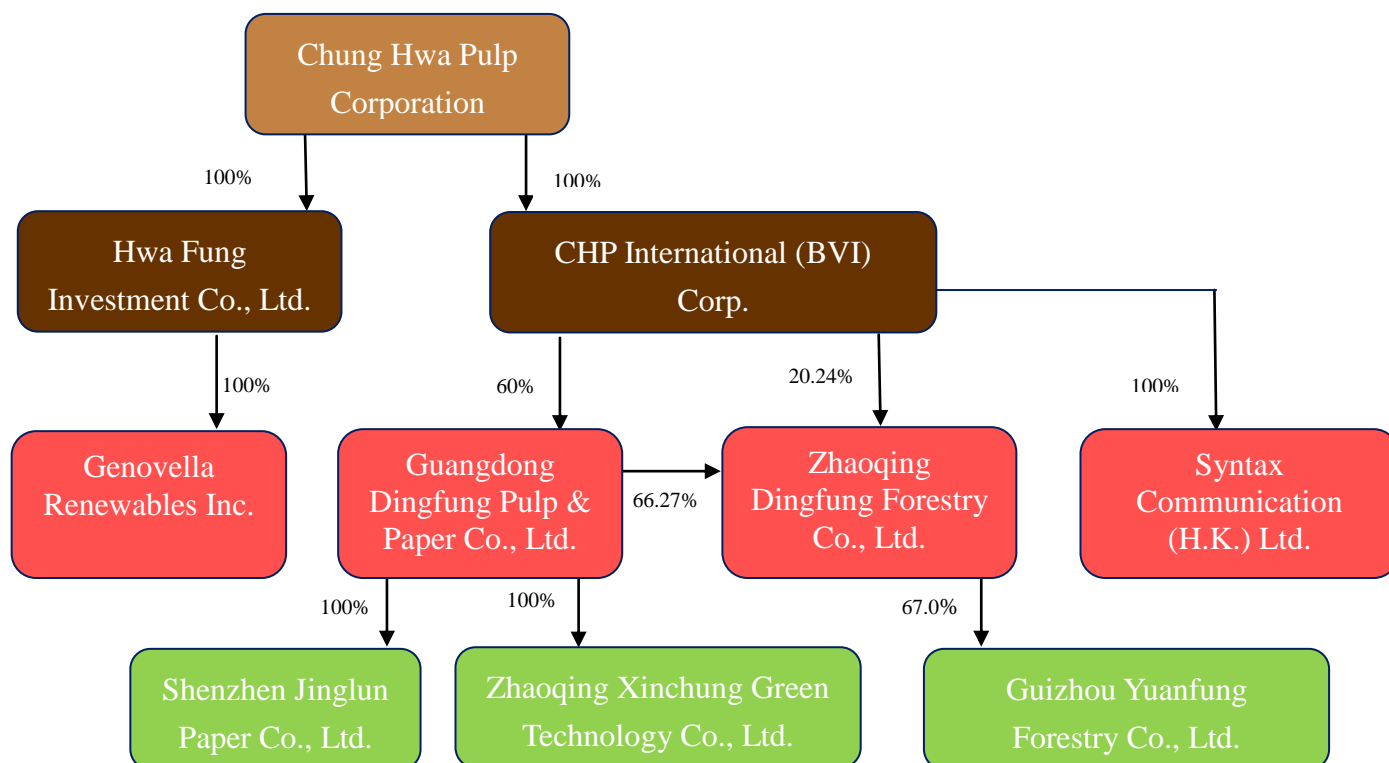 Chung Hwa Pulp
Corporation
100%
100%
Hwa Fung
Investment Co., Ltd.
CHP International (BVI)
Corp.
100%
60%
20.24%
100%
Genovella
Renewables Inc.
Guangdong
Dingfung Pulp &
Paper Co., Ltd.
66.27%
Zhaoqing
Dingfung Forestry
Co., Ltd.
Syntax
Communication
(H.K.) Ltd.
100%
100%
67.0%
Shenzhen Jinglun
Paper Co., Ltd.
Zhaoqing Xinchung Green
Technology Co., Ltd.
Guizhou Yuanfung
Forestry Co., Ltd.